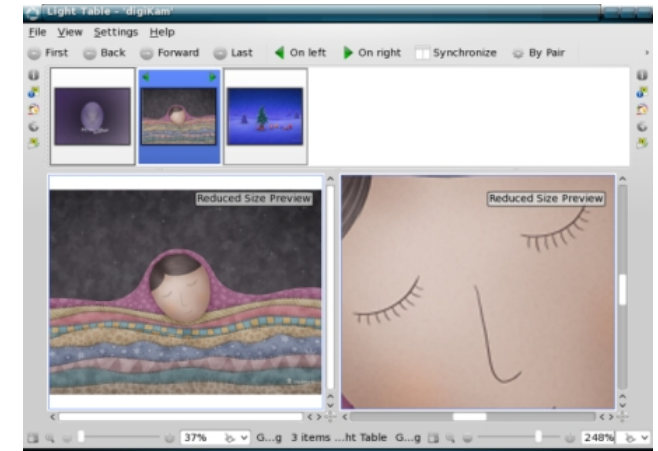 Light Table - 'digiKam'
File View Settings Help
First Back Forward Last On left On right Synchronize By Pair
Reduced Size Preview Reduced Size Preview
37% G...g 3 items ...ht Table G...g 248%